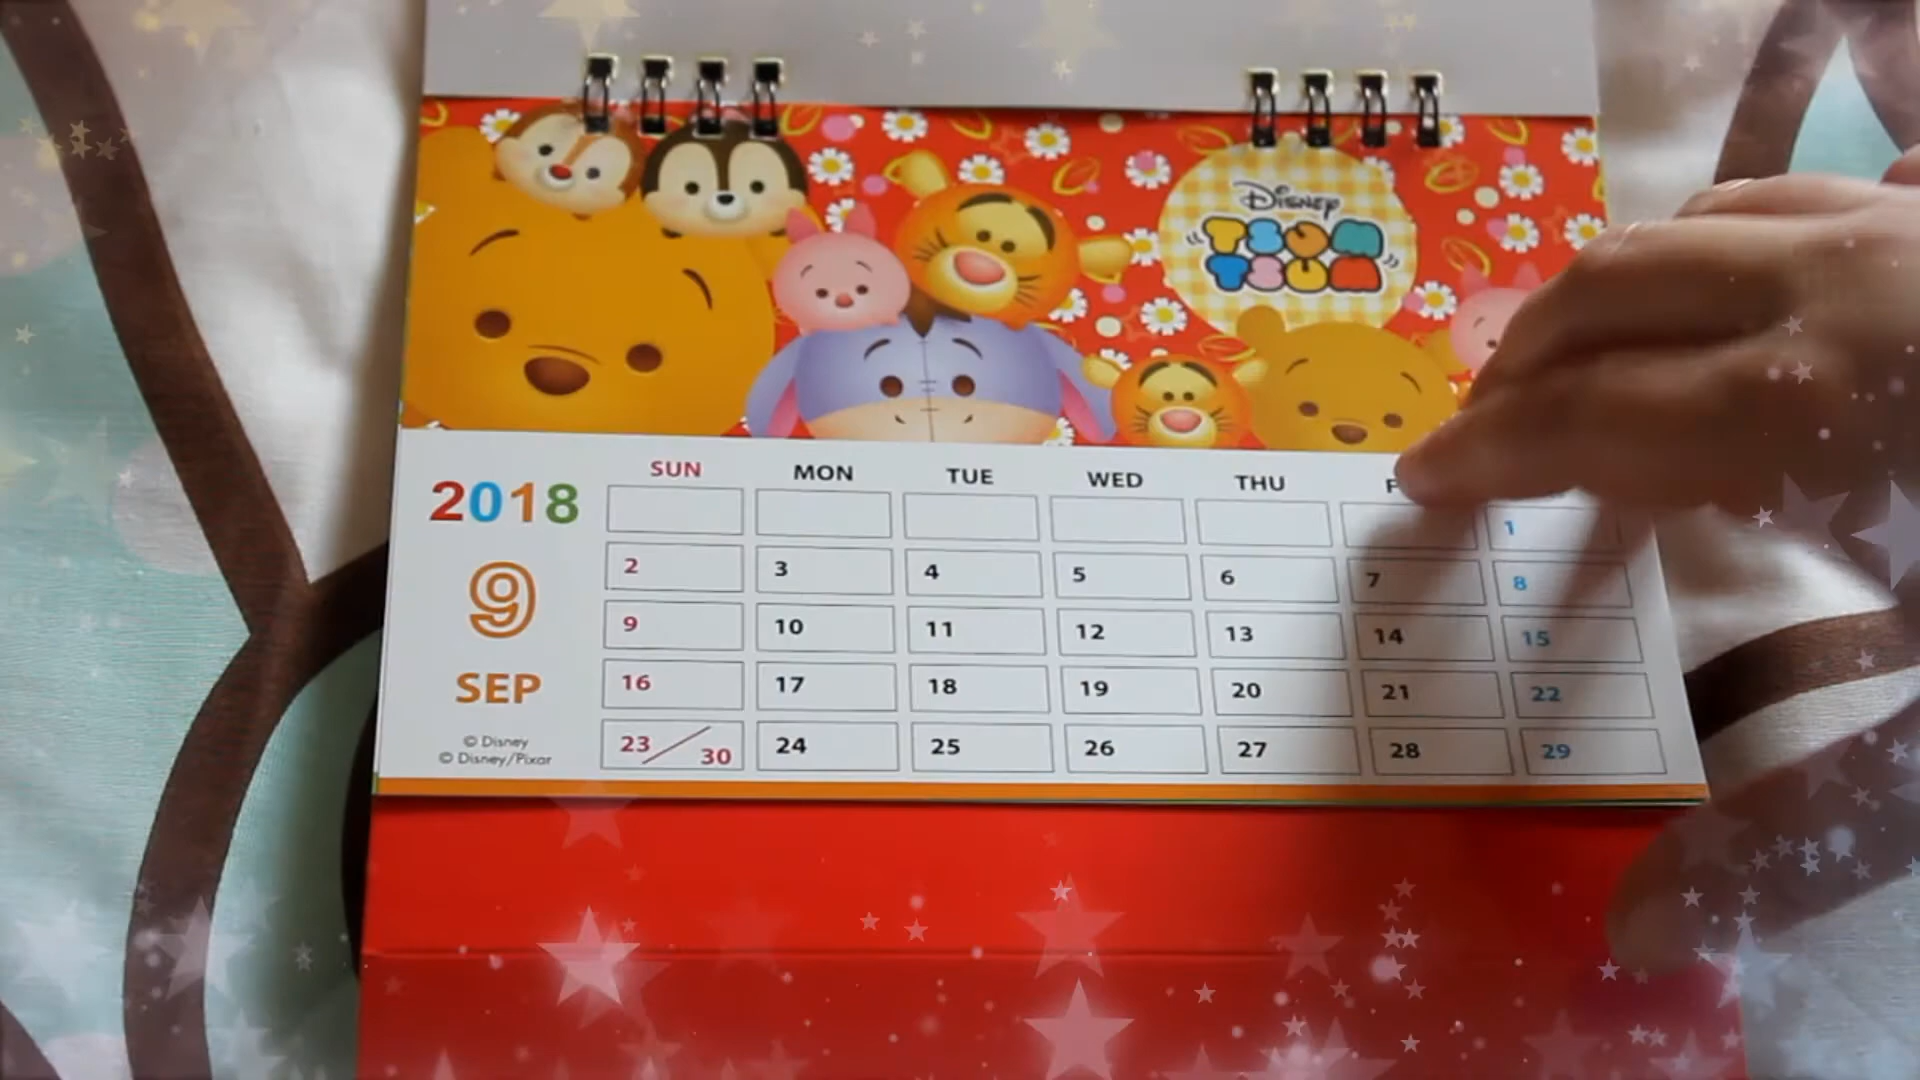 Disney
TSUM
TSUM
2018
9
SEP
© Disney
© Disney/Pixar
SUN MON TUE WED THU
1
2 3 4 5 6 7 8
9 10 11 12 13 14 15
16 17 18 19 20 21 22
23/30 24 25 26 27 28 29